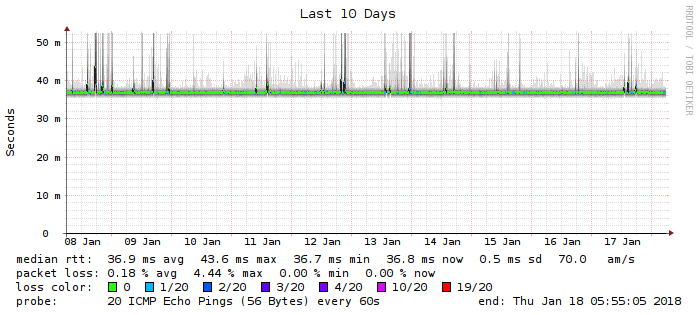 Last 10 Days
RRDTOOL / TOBI OETIKER
Seconds
50 m
40 m
30 m
20 m
10 m
0
08 Jan 09 Jan 10 Jan 11 Jan 12 Jan 13 Jan 14 Jan 15 Jan 16 Jan 17 Jan
median rtt: 36.9 ms avg 43.6 ms max 36.7 ms min 36.8 ms now 0.5 ms sd 70.0 am/s
packet loss: 0.18 % avg 4.44 % max 0.00 % min 0.00 % now
loss color: 0 1/20 2/20 3/20 4/20 10/20 19/20
probe: 20 ICMP Echo Pings (56 Bytes) every 60s end: Thu Jan 18 05:55:05 2018